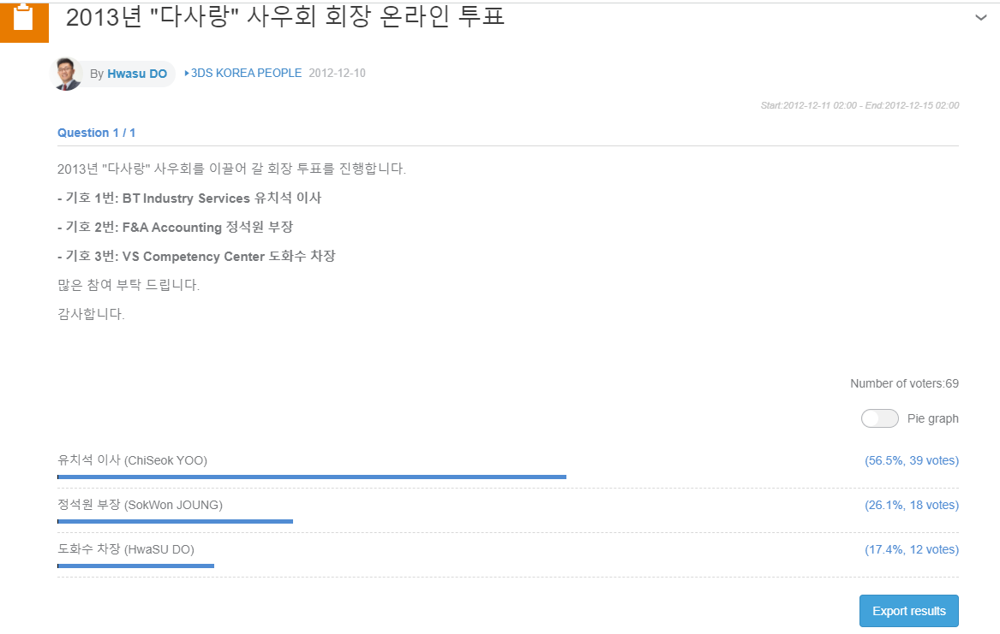 2013년 "다사랑" 사우회 회장 온라인 투표
By Hwasu DO 3DS KOREA PEOPLE 2012-12-10
Start:2012-12-11 02:00 - End:2012-12-15 02:00
Question 1 / 1
2013년 "다사랑" 사우회를 이끌어 갈 회장 투표를 진행합니다.
- 기호 1번: BT Industry Services 유치석 이사
- 기호 2번: F&A Accounting 정석원 부장
- 기호 3번: VS Competency Center 도화수 차장
많은 참여 부탁 드립니다.
감사합니다.
Number of voters:69
Pie graph
유치석 이사 (ChiSeok YOO) (56.5%, 39 votes)
정석원 부장 (SokWon JOUNG) (26.1%, 18 votes)
도화수 차장 (HwaSU DO) (17.4%, 12 votes)
Export results